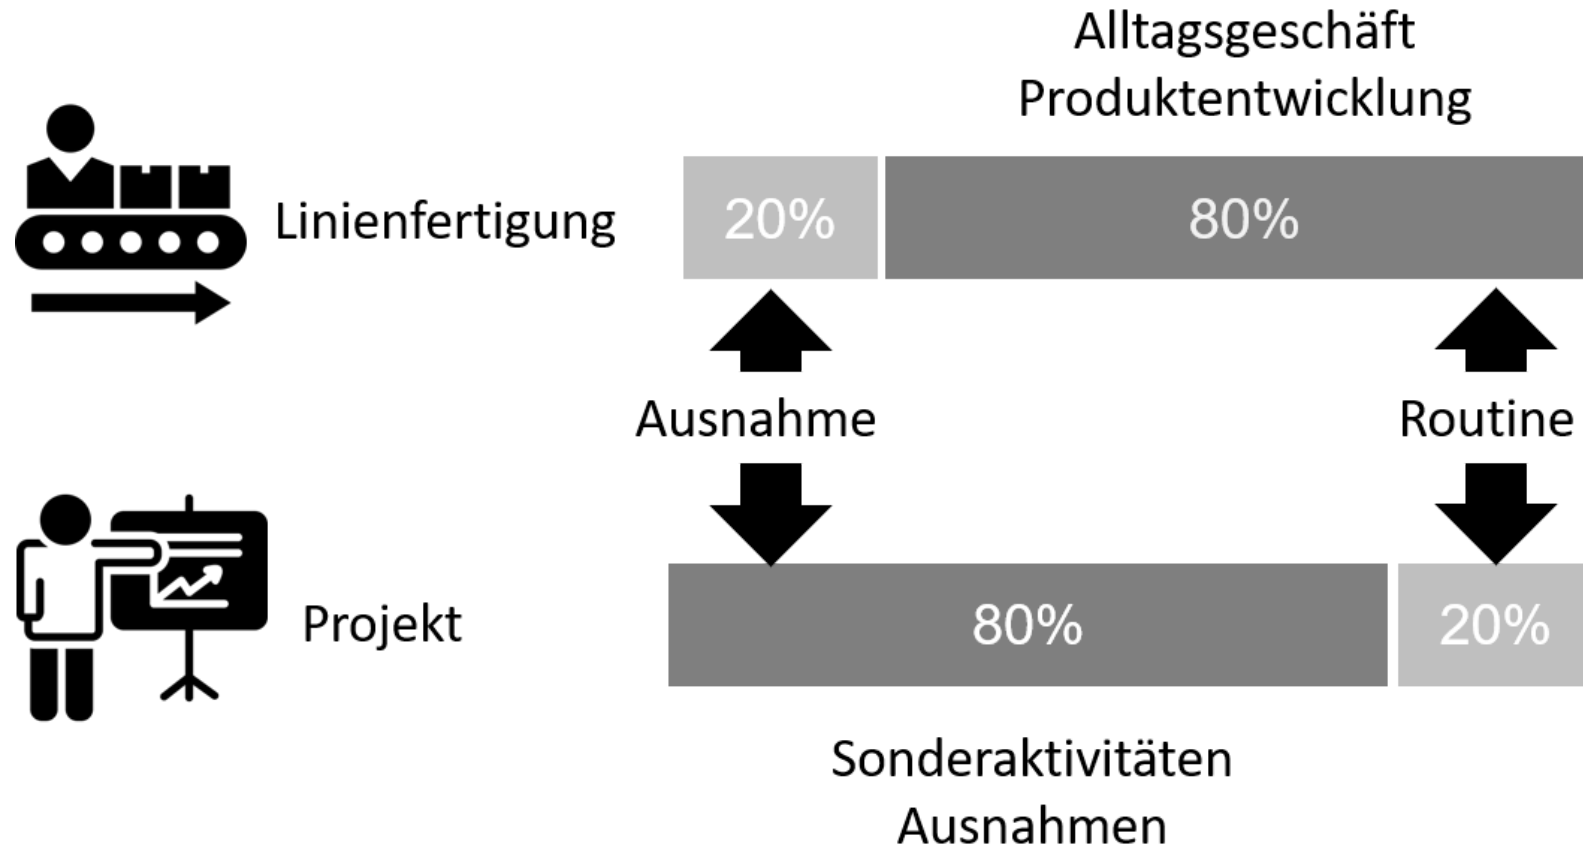 Alltagsgeschäft
Produktentwicklung
Linienfertigung
20%
80%
Ausnahme
Routine
Projekt
80%
20%
Sonderaktivitäten
Ausnahmen